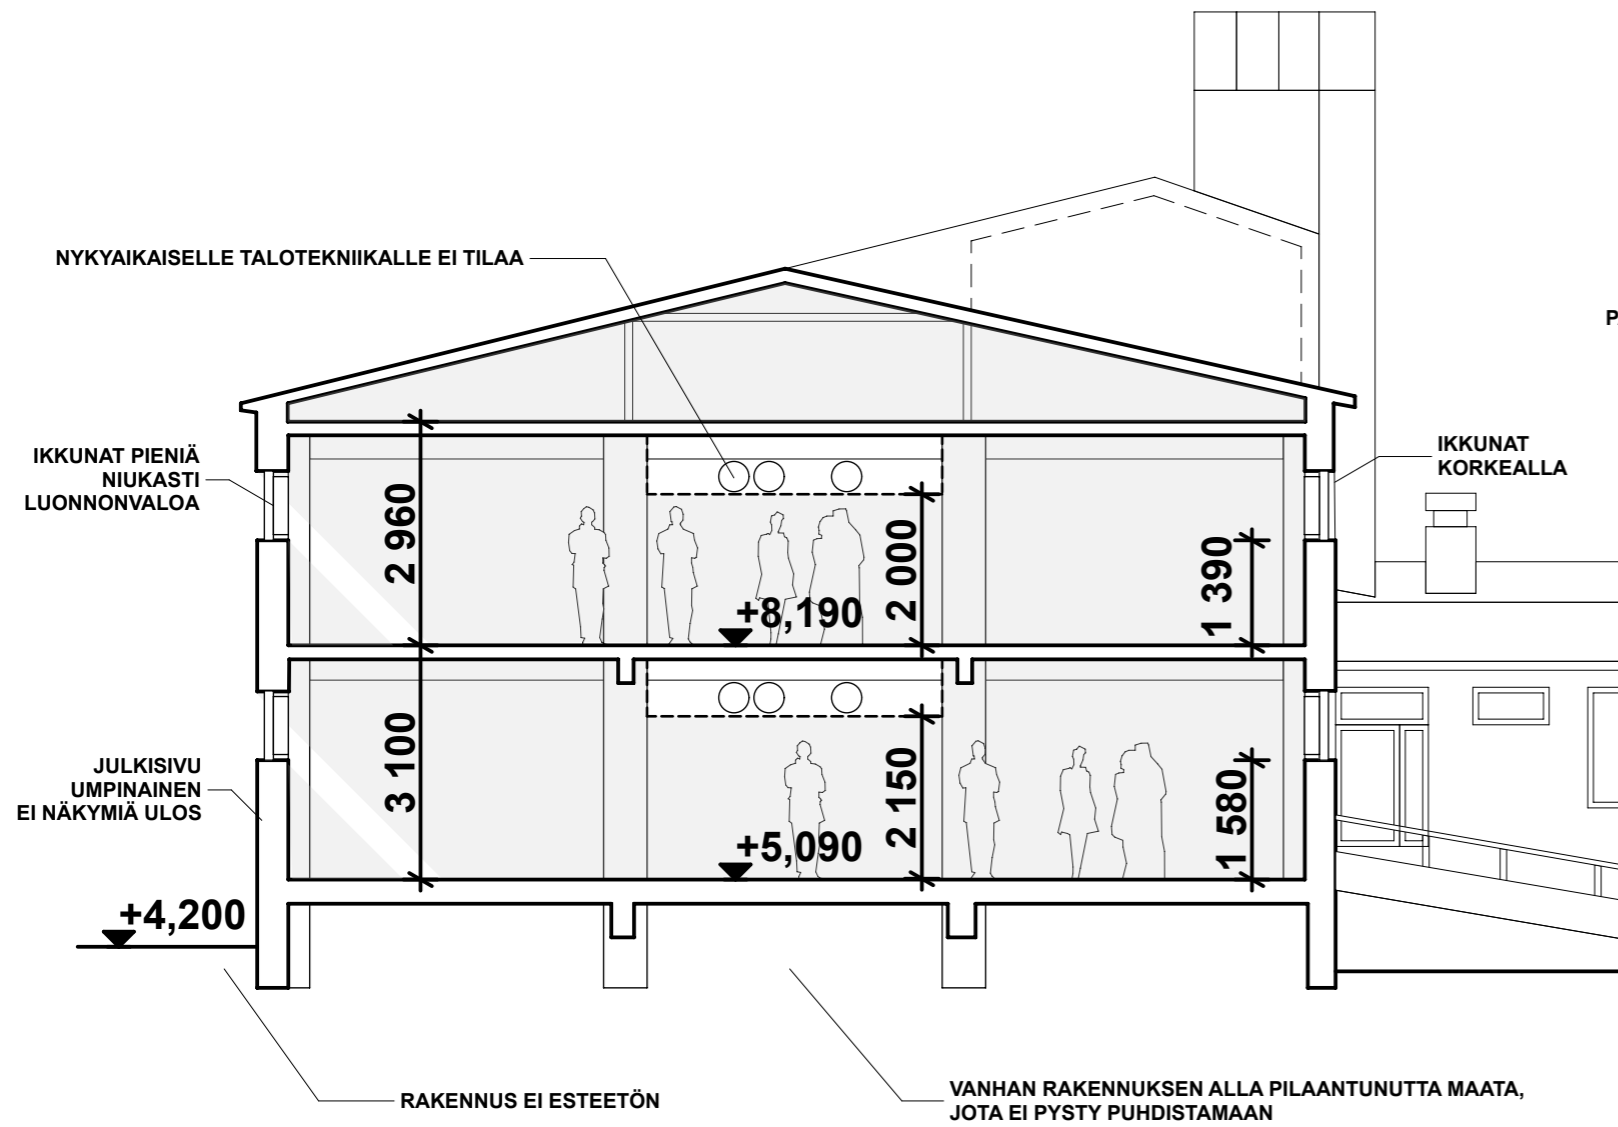 NYKYAIKAISELLE TALOTEKNIIKALLE EI TILAA
IKKUNAT PIENIÄ
NIUKASTI
LUONNONVALOA
IKKUNAT
KORKEALLA
2 960
2 000
1 390
+8,190
3 100
2 150
1 580
+5,090
JULKISIVU
UMPINAINEN
EI NÄKYMIÄ ULOS
+4,200
RAKENNUS EI ESTEETÖN
VANHAN RAKENNUKSEN ALLA PILAANTUNUTTA MAATA,
JOTA EI PYSTY PUHDISTAMAAN